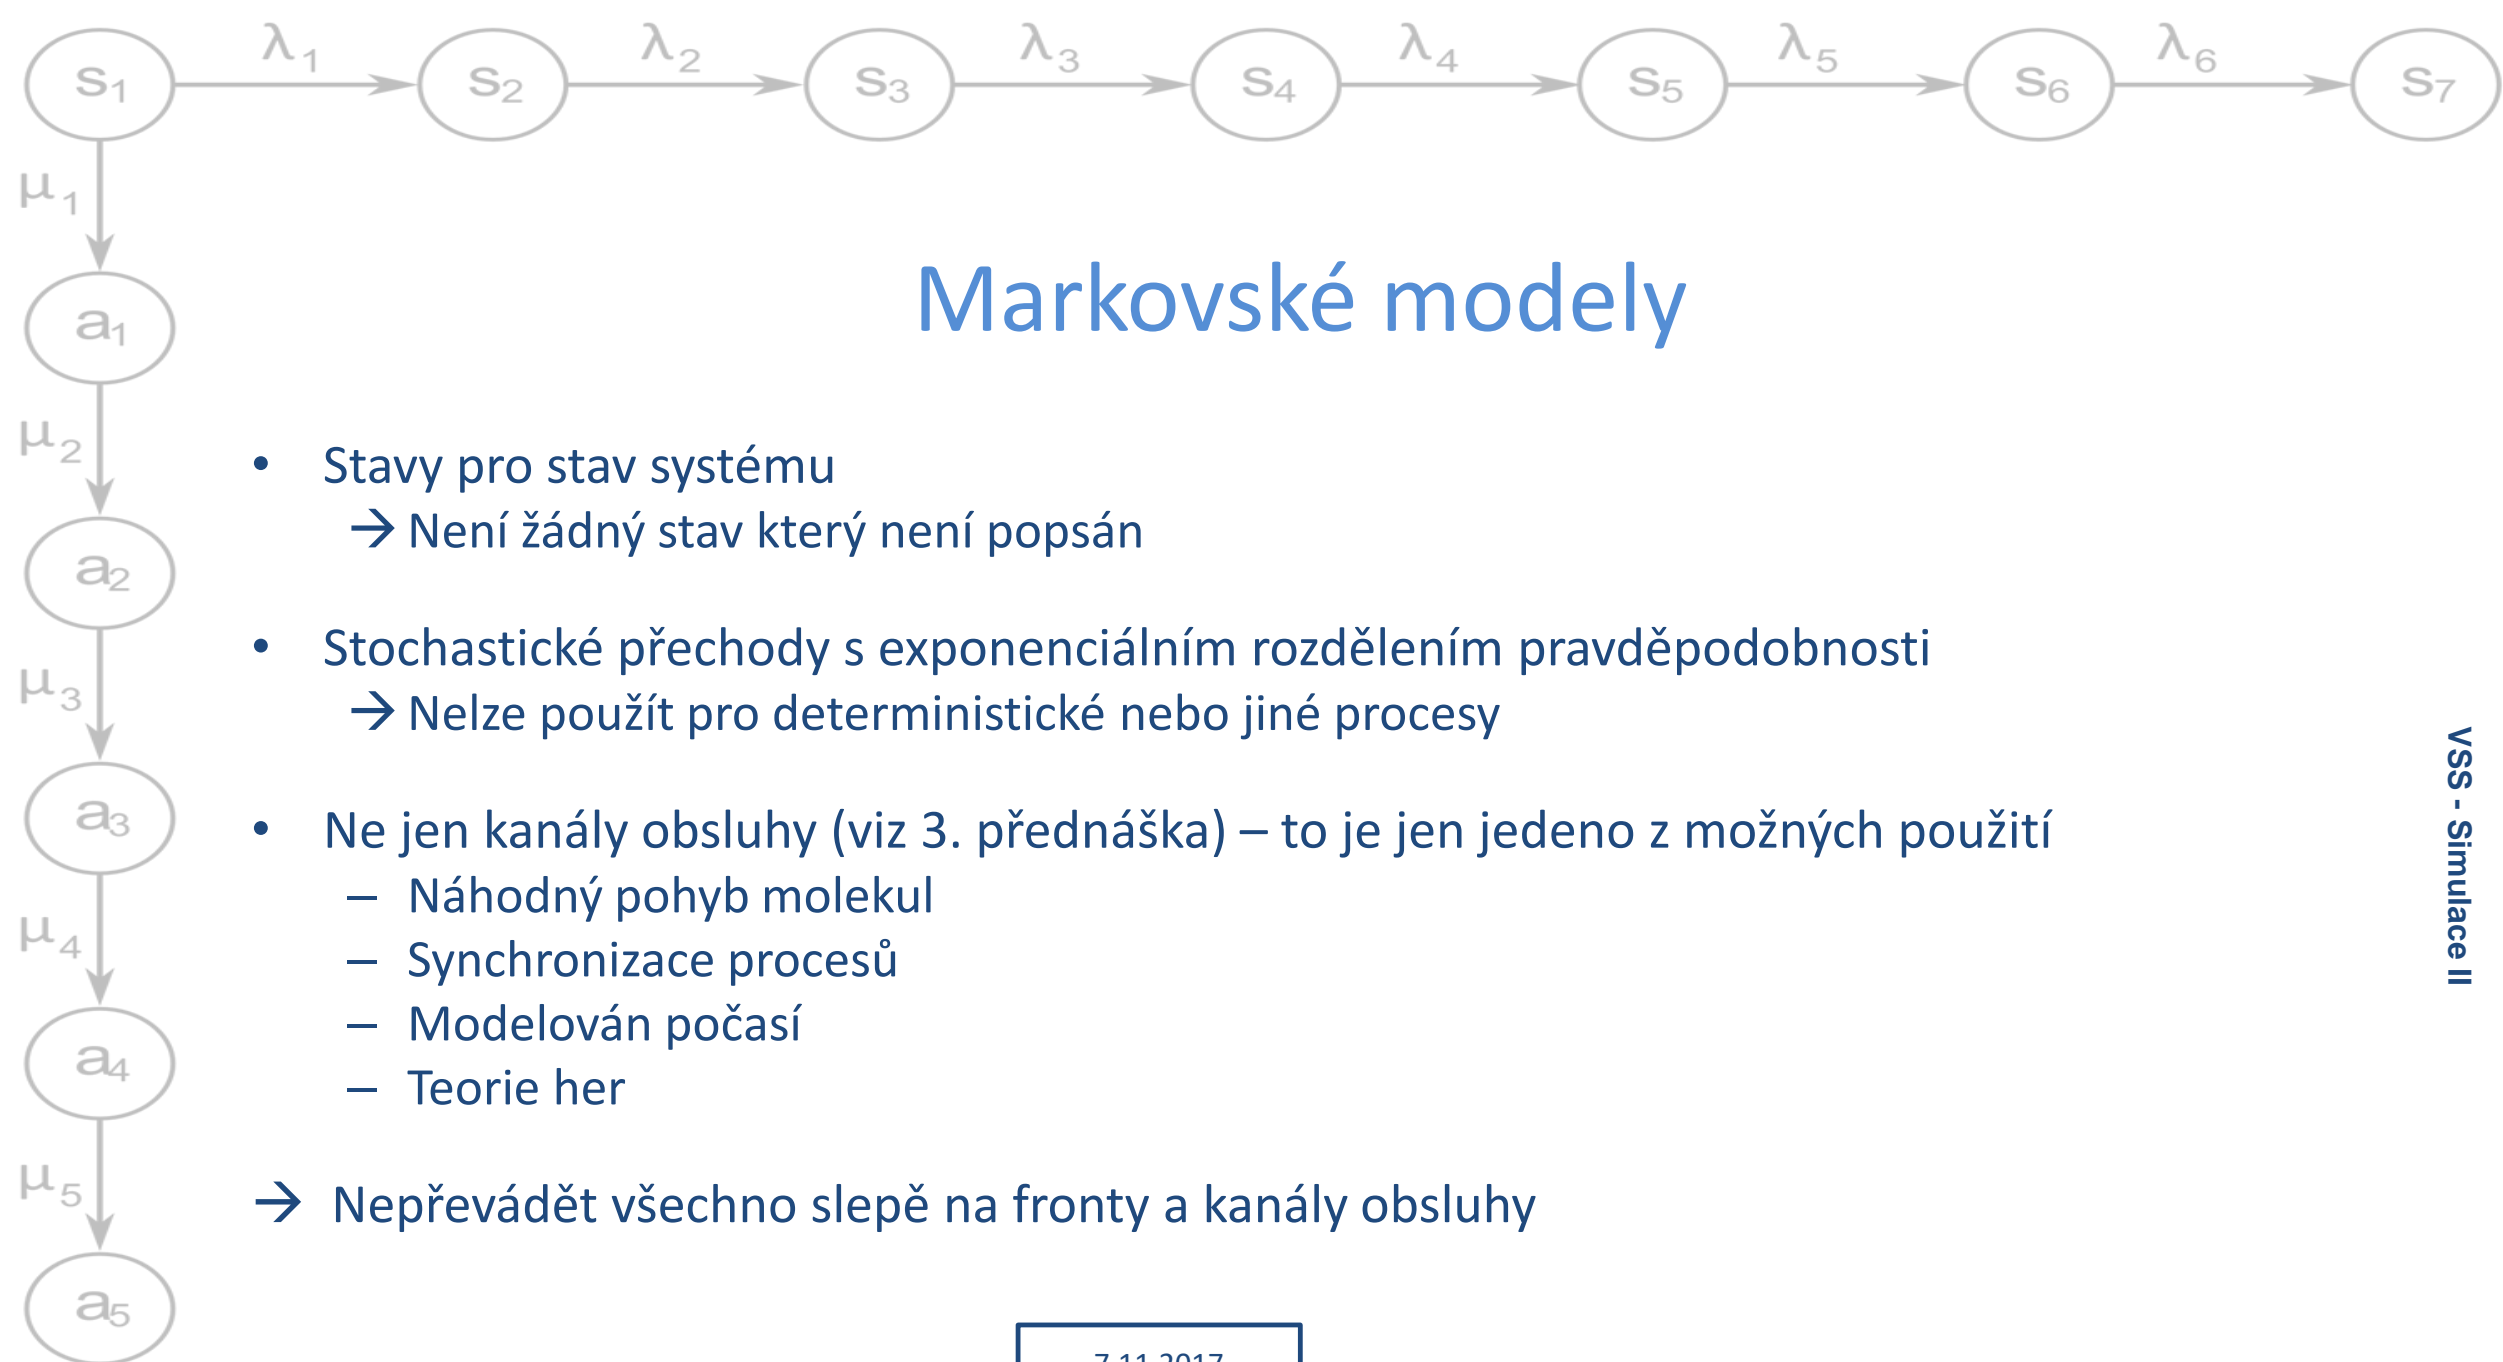 λ1 λ2 λ3 λ4 λ5 λ6
s1 s2 s3 s4 s5 s6 s7
μ1
a1
μ2
a2
μ3
a3
μ4
a4
μ5
a5
Markovské modely
• Stavy pro stav systému
→ Není žádný stav který není popsán
• Stochastické přechody s exponenciálním rozdělením pravděpodobnosti
→ Nelze použít pro deterministické nebo jiné procesy
• Ne jen kanály obsluhy (viz 3. přednáška) – to je jen jedeno z možných použití
– Náhodný pohyb molekul
– Synchronizace procesů
– Modelován počasí
– Teorie her
→ Nepřevádět všechno slepě na fronty a kanály obsluhy
VSS - Simulace II
7.11.2017